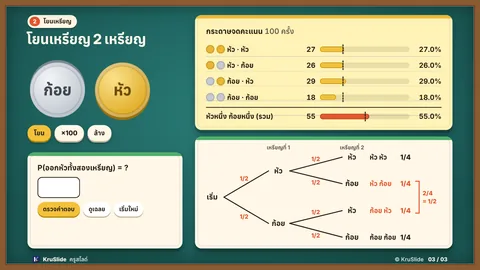 2 โยนเหรียญ
โยนเหรียญ 2 เหรียญ
ก้อย หัว
โยน ×100 ล้าง
P(ออกหัวทั้งสองเหรียญ) = ?
ตรวจคำตอบ ดูเฉลย เริ่มใหม่
กระดาษจดคะแนน 100 ครั้ง
หัว · หัว 27 27.0%
หัว · ก้อย 26 26.0%
ก้อย · หัว 29 29.0%
ก้อย · ก้อย 18 18.0%
หัวหนึ่ง ก้อยหนึ่ง (รวม) 55 55.0%
เหรียญที่ 1 เหรียญที่ 2
1/2 หัว หัว หัว 1/4
1/2 หัว
1/2 ก้อย หัว ก้อย 1/4
เริ่ม
2/4
= 1/2
1/2 หัว ก้อย หัว 1/4
1/2 ก้อย
1/2 ก้อย ก้อย ก้อย 1/4
K KruSlide ครูสไลด์
© KruSlide 03 / 03